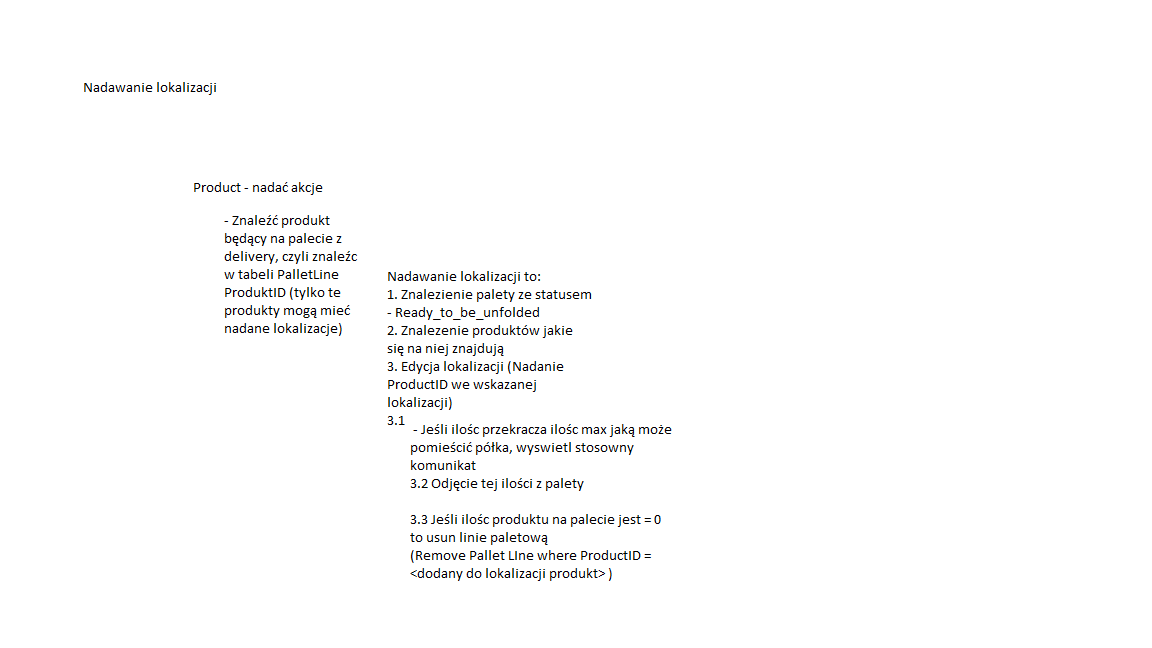 Nadawanie lokalizacji
Product - nadać akcje
- Znaleźć produkt
będący na palecie z
delivery, czyli znaleźc
w tabeli PalletLine
ProduktID (tylko te
produkty mogą mieć
nadane lokalizacje)
Nadawanie lokalizacji to:
1. Znalezienie palety ze statusem
- Ready_to_be_unfolded
2. Znalezenie produktów jakie
się na niej znajdują
3. Edycja lokalizacji (Nadanie
ProductID we wskazanej
lokalizacji)
3.1
- Jeśli ilośc przekracza ilośc max jaką może
pomieścić półka, wyswietl stosowny
komunikat
3.2 Odjęcie tej ilości z palety
3.3 Jeśli ilośc produktu na palecie jest = 0
to usun linie paletową
(Remove Pallet LIne where ProductID =
<dodany do lokalizacji produkt> )